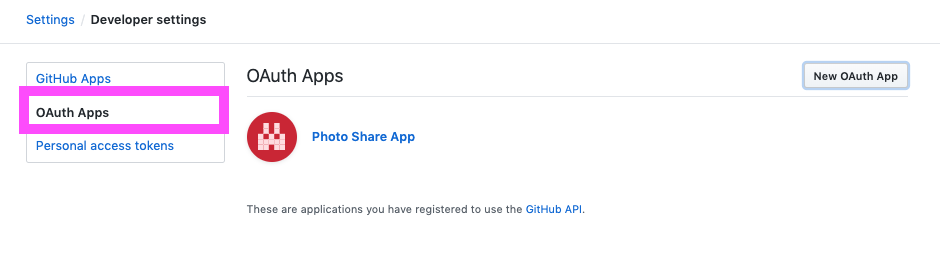 Settings / Developer settings
GitHub Apps
OAuth Apps
Personal access tokens
OAuth Apps
New OAuth App
Photo Share App
These are applications you have registered to use the GitHub API.